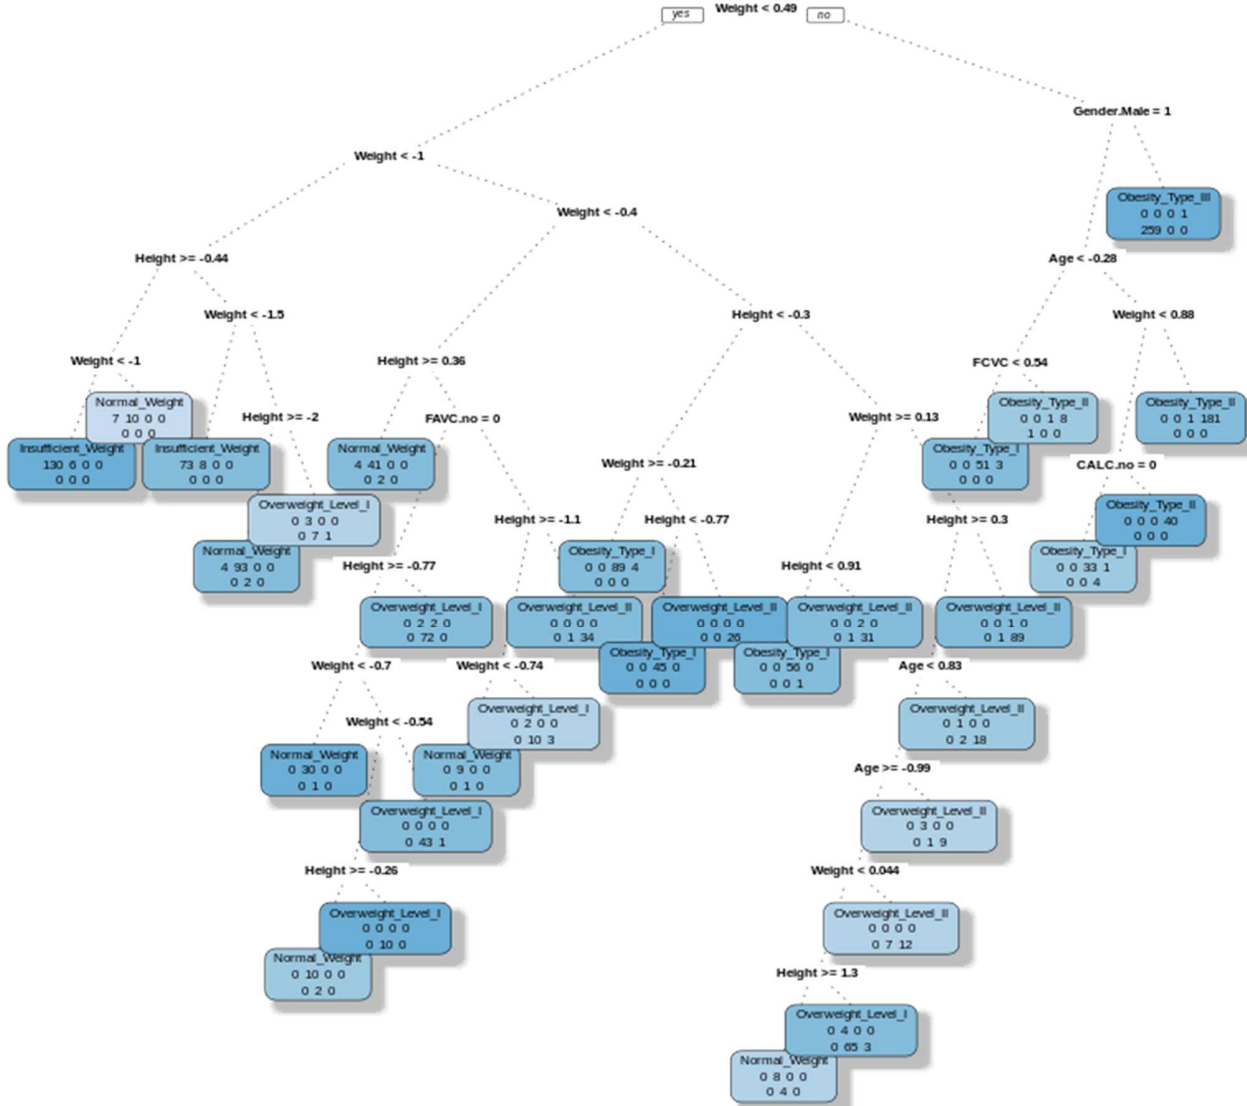 yes Weight < 0.49 no
Gender.Male = 1
Weight < -1
Obesity_Type_III
0 0 0 1
259 0 0
Weight < -0.4
Height >= -0.44
Age < -0.28
Weight < -1.5
Height < -0.3
Weight < 0.88
Weight < -1
Height >= 0.36
FCVC < 0.54
Normal_Weight
7 10 0 0
0 0 0
Obesity_Type_II
0 0 1 8
1 0 0
Obesity_Type_II
0 0 1 181
0 0 0
Height >= -2
FAVC.no = 0
Weight >= 0.13
Insufficient_Weight
130 6 0 0
0 0 0
Insufficient_Weight
73 8 0 0
0 0 0
Normal_Weight
4 41 0 0
0 2 0
Obesity_Type_I
0 0 51 3
0 0 0
Weight >= -0.21
CALC.no = 0
Overweight_Level_I
0 3 0 0
0 7 1
Obesity_Type_II
0 0 0 40
0 0 0
Height >= -1.1
Height < -0.77
Height >= 0.3
Normal_Weight
4 93 0 0
0 2 0
Obesity_Type_I
0 0 89 4
0 0 0
Obesity_Type_I
0 0 33 1
0 0 4
Height >= -0.77
Height < 0.91
Overweight_Level_I
0 2 2 0
0 72 0
Overweight_Level_II
0 0 0 0
0 1 34
Overweight_Level_II
0 0 0 0
0 0 26
Overweight_Level_II
0 0 2 0
0 1 31
Overweight_Level_II
0 0 1 0
0 1 89
Obesity_Type_I
0 0 45 0
0 0 0
Obesity_Type_I
0 0 56 0
0 0 1
Weight < -0.7
Weight < -0.74
Age < 0.83
Overweight_Level_I
0 2 0 0
0 10 3
Overweight_Level_II
0 1 0 0
0 2 18
Weight < -0.54
Normal_Weight
0 30 0 0
0 1 0
Normal_Weight
0 9 0 0
0 1 0
Age >= -0.99
Overweight_Level_I
0 0 0 0
0 43 1
Overweight_Level_II
0 3 0 0
0 1 9
Height >= -0.26
Weight < 0.044
Overweight_Level_I
0 0 0 0
0 10 0
Overweight_Level_II
0 0 0 0
0 7 12
Normal_Weight
0 10 0 0
0 2 0
Height >= 1.3
Overweight_Level_I
0 4 0 0
0 65 3
Normal_Weight
0 8 0 0
0 4 0